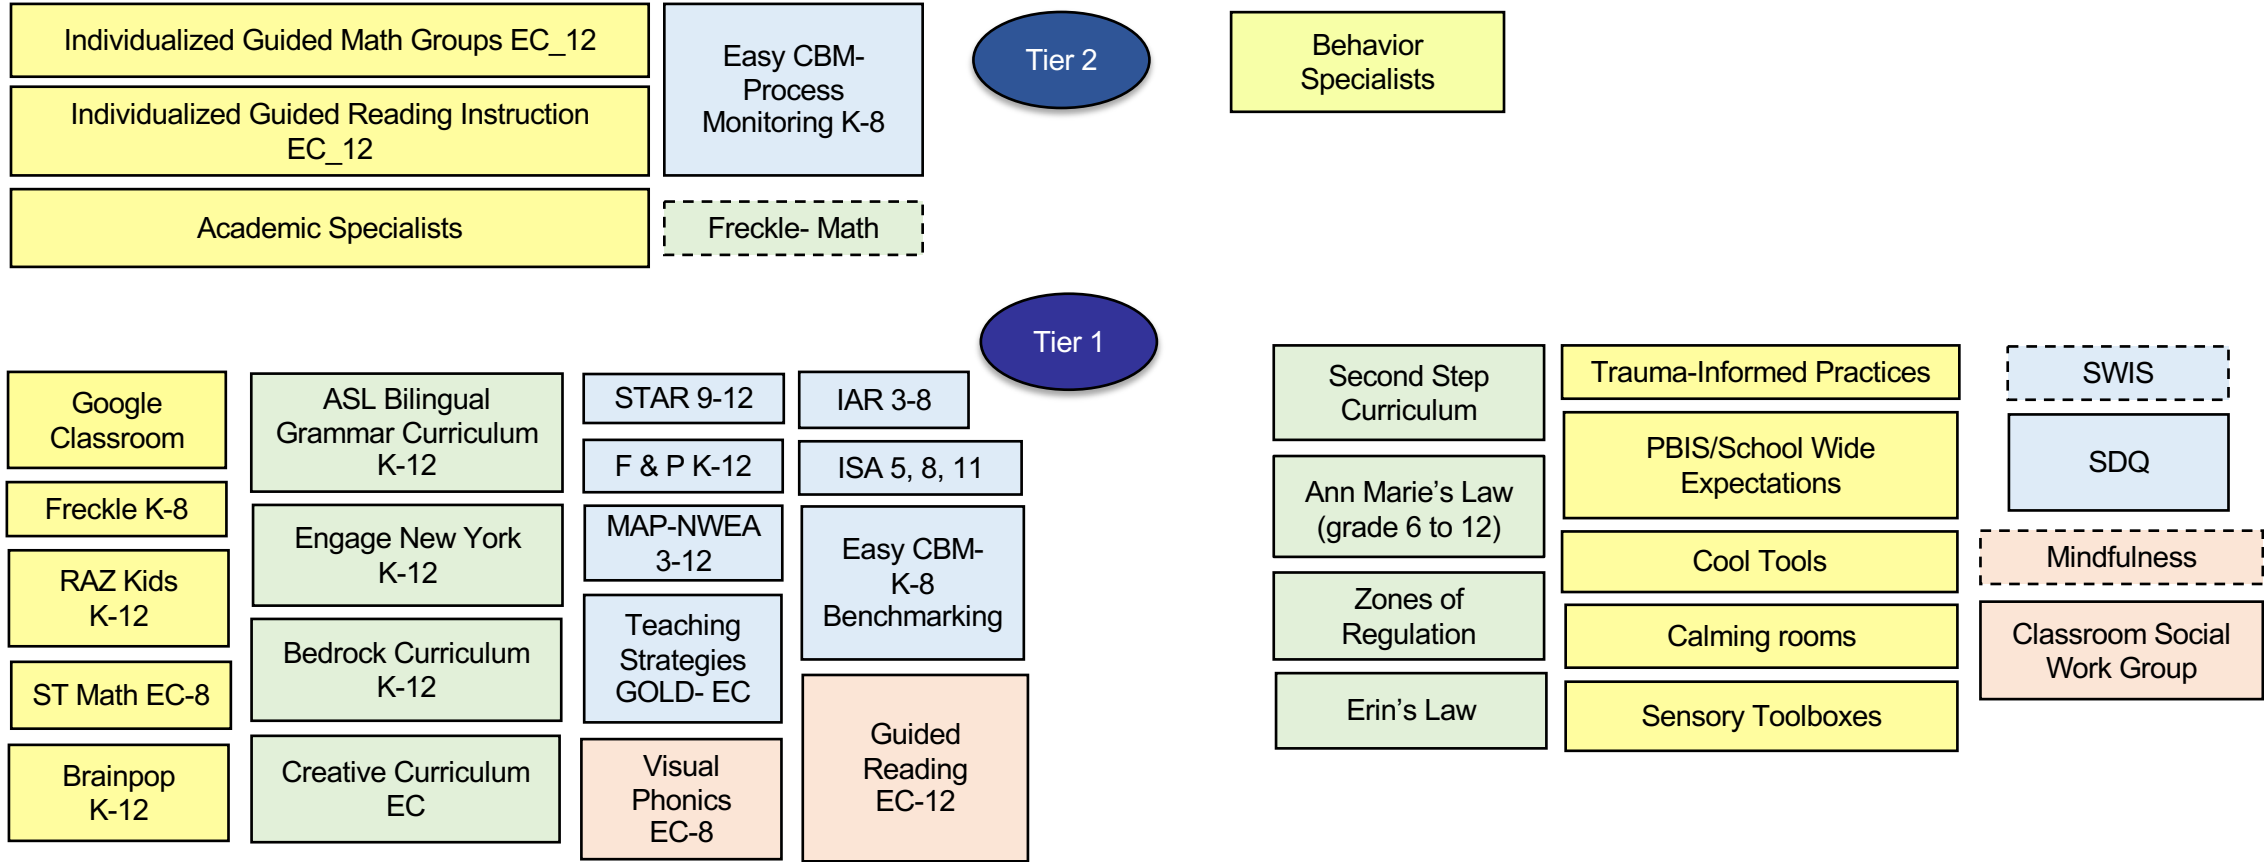 Individualized Guided Math Groups EC_12
Individualized Guided Reading Instruction
EC_12
Academic Specialists
Easy CBM-
Process
Monitoring K-8
Freckle- Math
Tier 2
Behavior
Specialists
Tier 1
Google
Classroom
Freckle K-8
RAZ Kids
K-12
ST Math EC-8
Brainpop
K-12
ASL Bilingual
Grammar Curriculum
K-12
Engage New York
K-12
Bedrock Curriculum
K-12
Creative Curriculum
EC
STAR 9-12
F & P K-12
MAP-NWEA
3-12
Teaching
Strategies
GOLD- EC
Visual
Phonics
EC-8
IAR 3-8
ISA 5, 8, 11
Easy CBM-
K-8
Benchmarking
Guided
Reading
EC-12
Second Step
Curriculum
Ann Marie’s Law
(grade 6 to 12)
Zones of
Regulation
Erin’s Law
Trauma-Informed Practices
PBIS/School Wide
Expectations
Cool Tools
Calming rooms
Sensory Toolboxes
SWIS
SDQ
Mindfulness
Classroom Social
Work Group